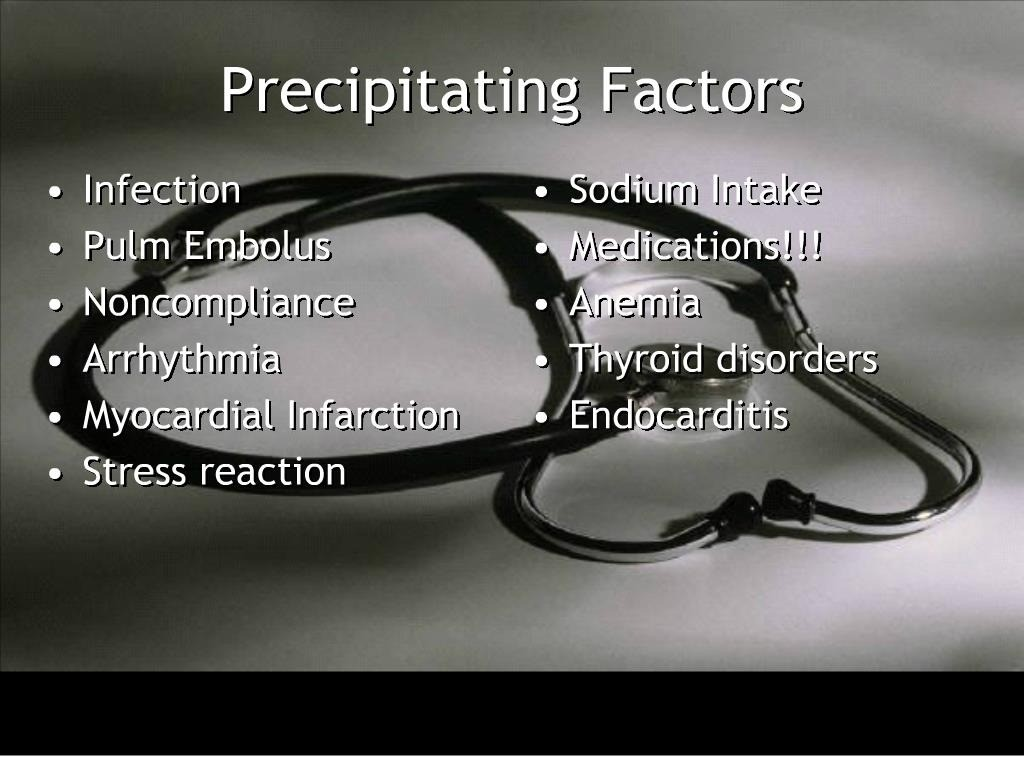 Precipitating Factors
• Infection
• Pulm Embolus
• Noncompliance
• Arrhythmia
• Myocardial Infarction
• Stress reaction
• Sodium Intake
• Medications!!!
• Anemia
• Thyroid disorders
• Endocarditis